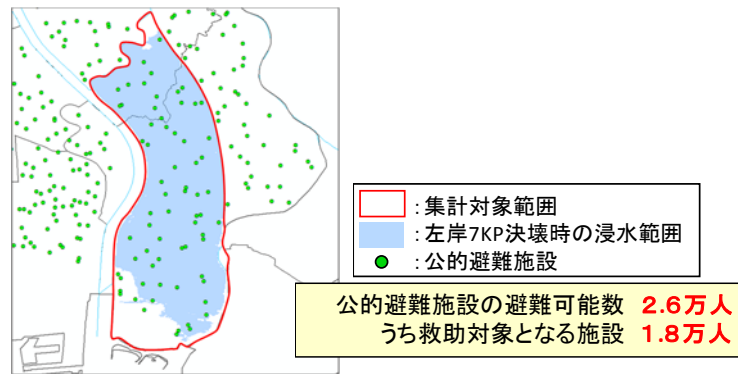 ：集計対象範囲
：左岸7KP決壊時の浸水範囲
：公的避難施設
公的避難施設の避難可能数 2.6万人
うち救助対象となる施設 1.8万人